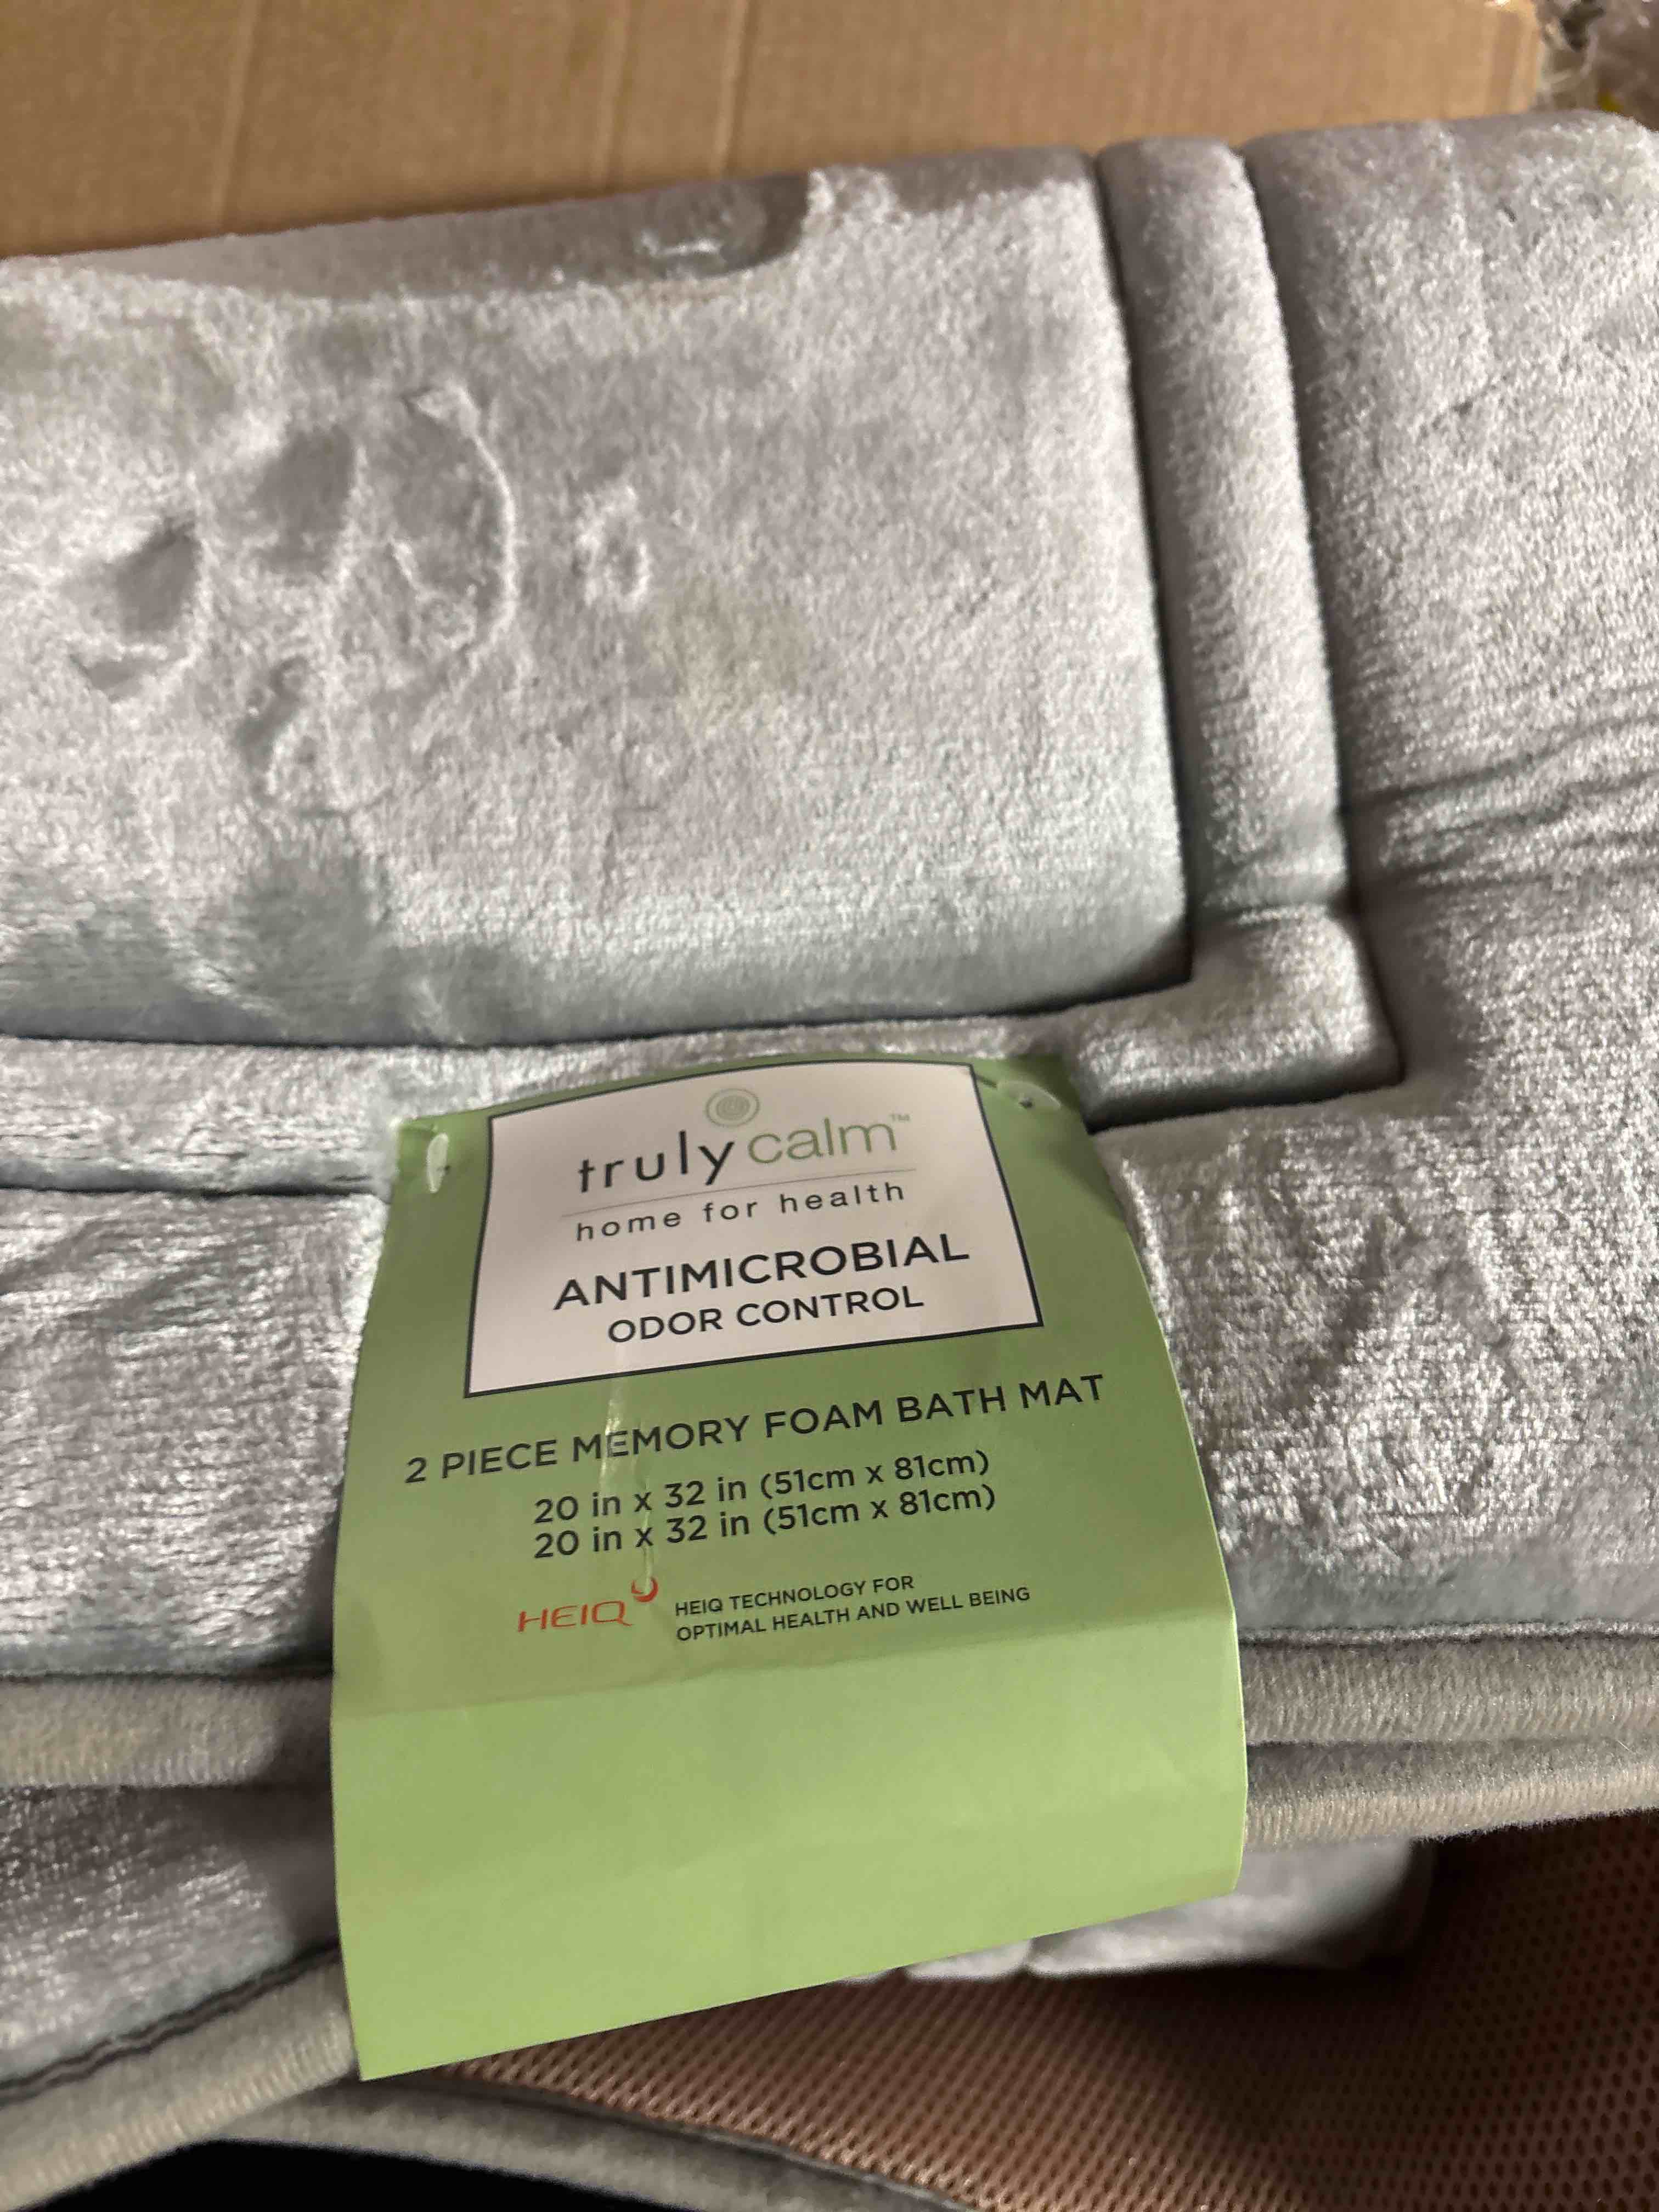 truly calm™
home for health
ANTIMICROBIAL
ODOR CONTROL
2 PIECE MEMORY FOAM BATH MAT
20 in x 32 in (51cm x 81cm)
20 in x 32 in (51cm x 81cm)
HEIQ
HEIQ TECHNOLOGY FOR
OPTIMAL HEALTH AND WELL BEING